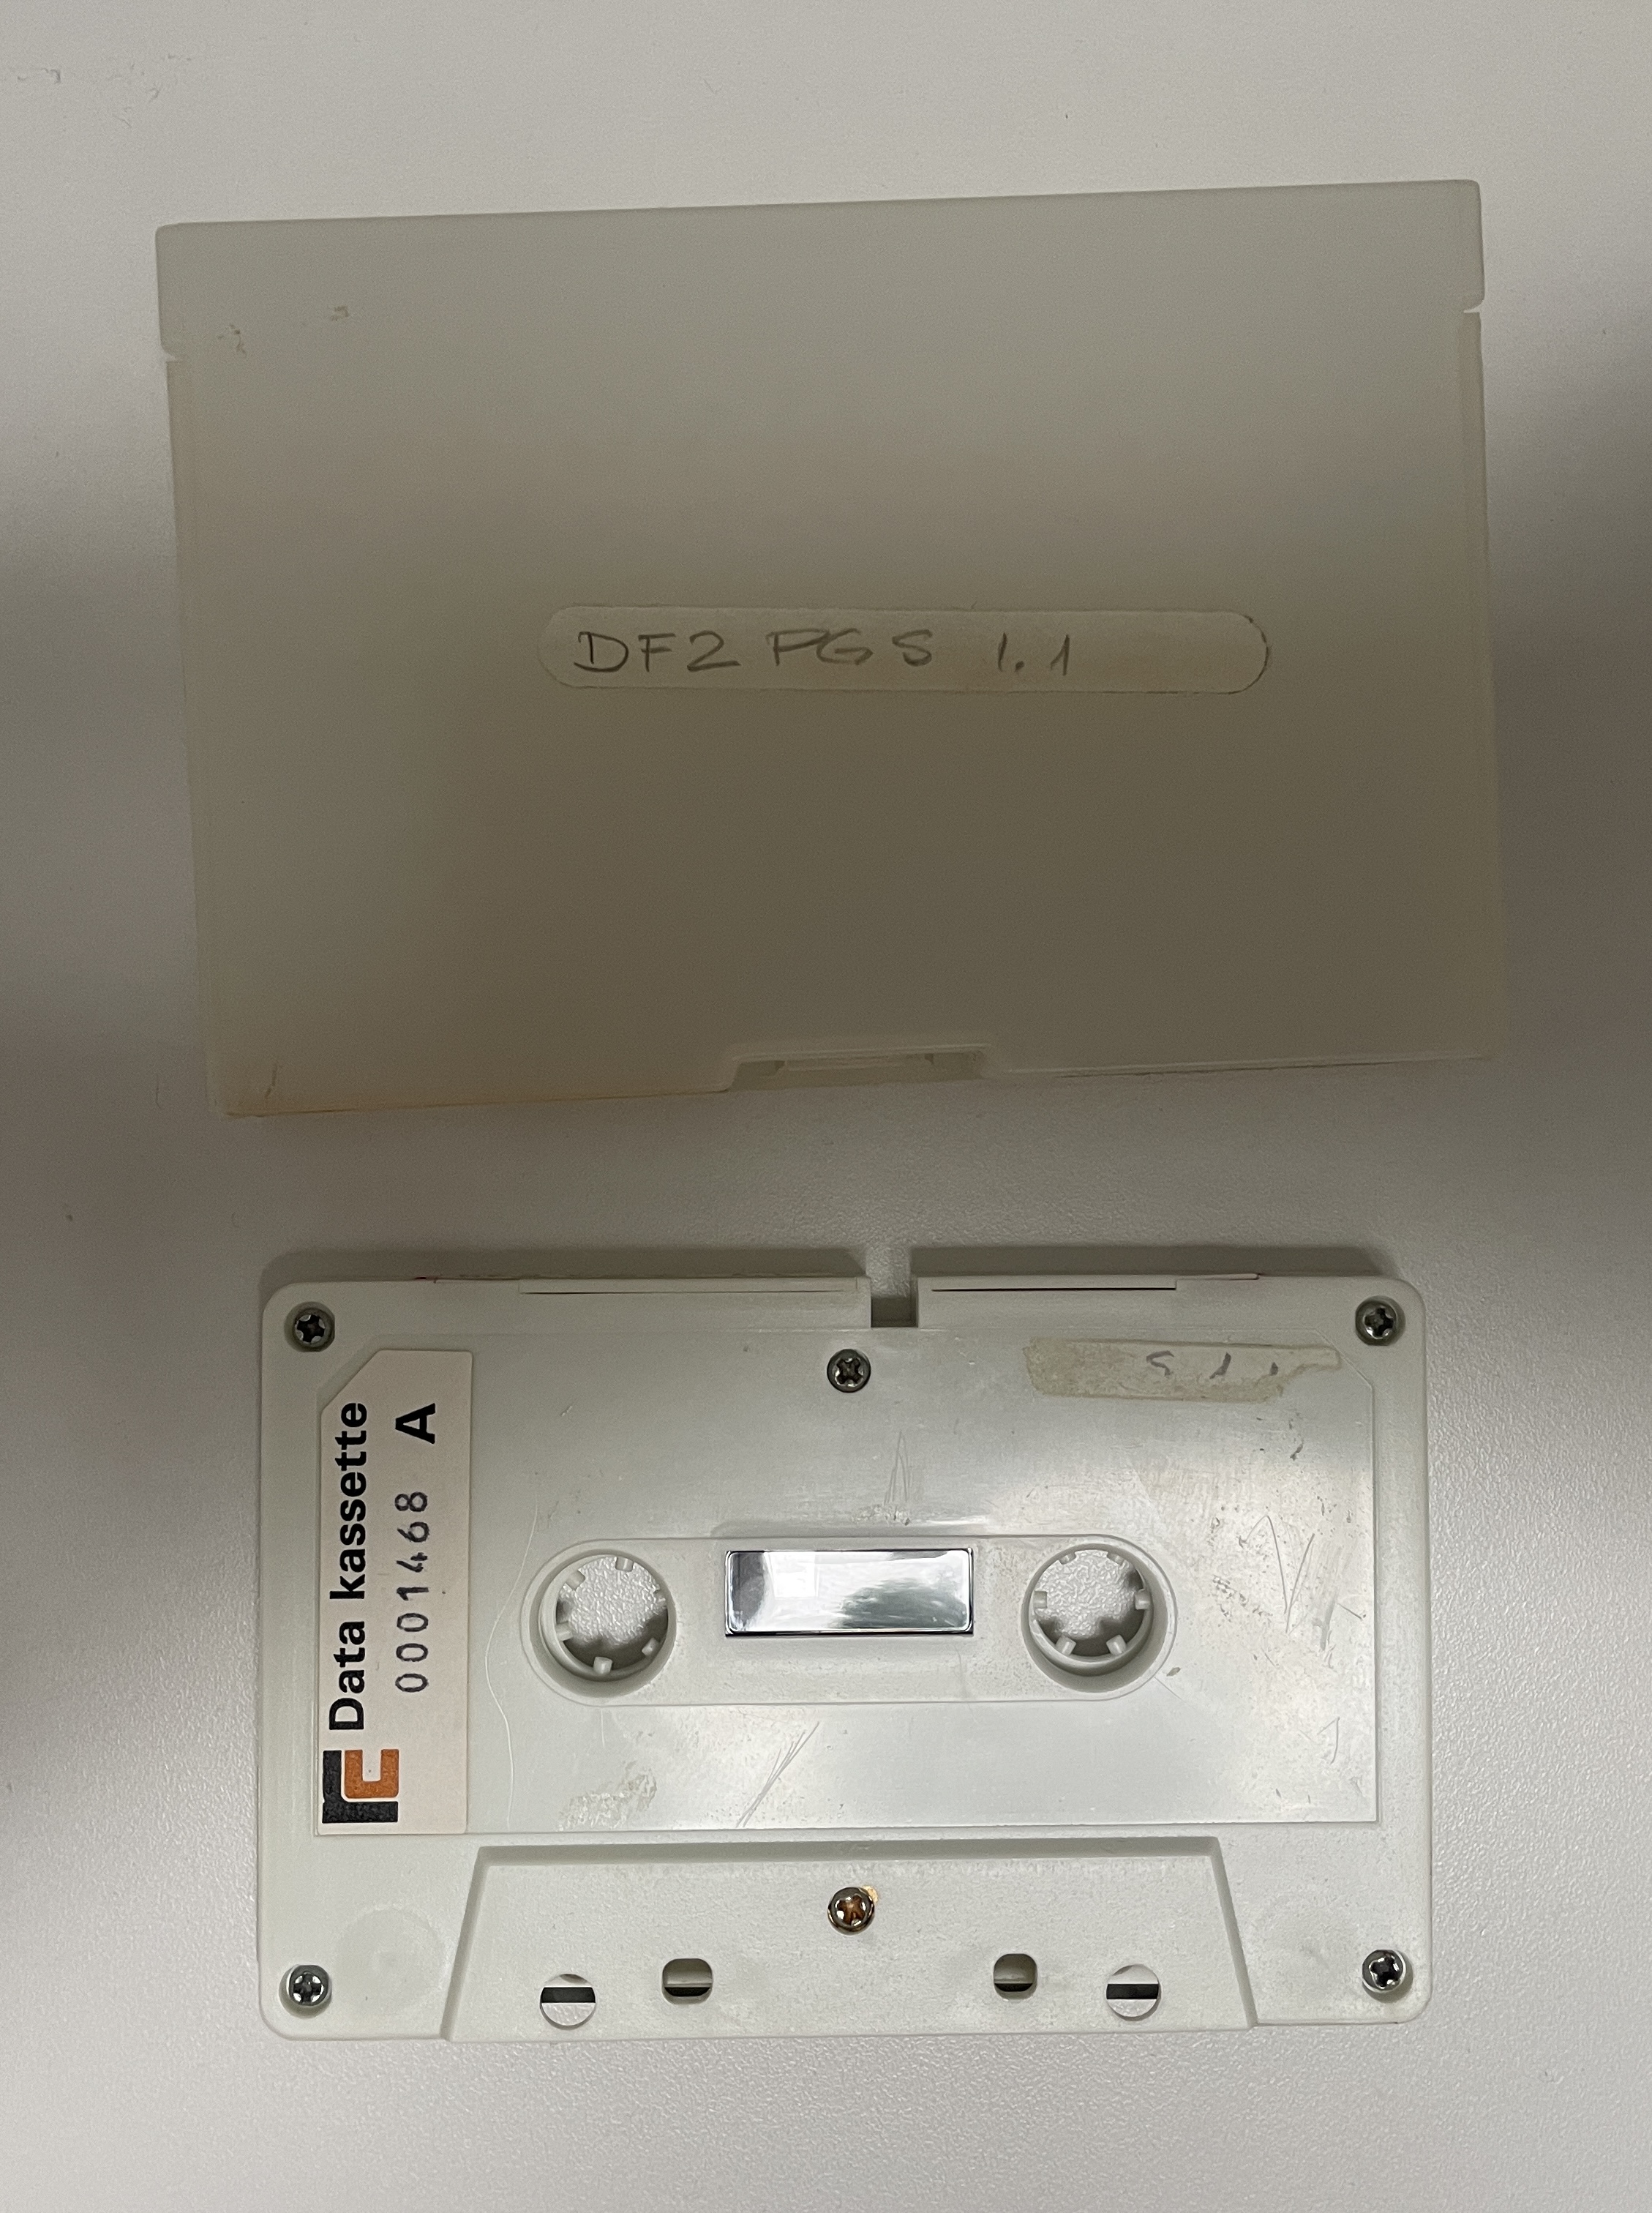 DF2 PGS 1.1
Data kassette
0001468 A